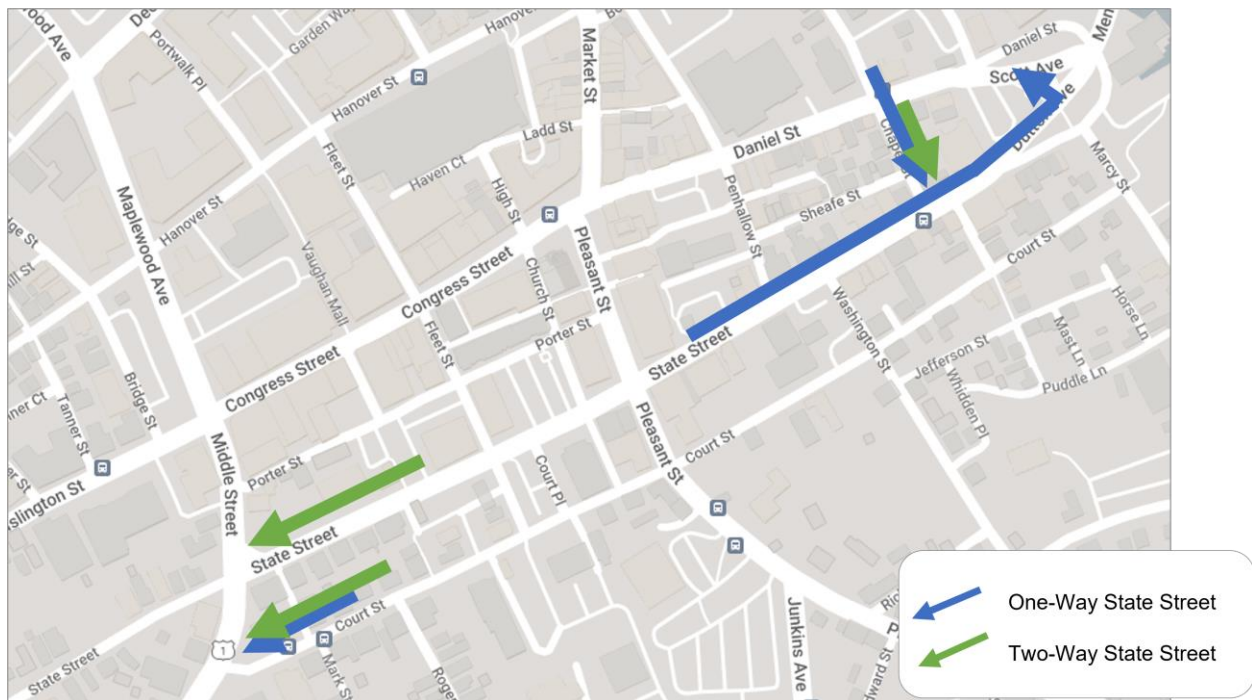 Portwalk Pl
Garden Way
Hanover St
Hanover St
Market St
Daniel St
Scott Ave
Maplewood Ave
Fleet St
Ladd St
Haven Ct
High St
Daniel St
Dutton Ave
Marcy St
Hanover St
Penhallow St
Sheafe St
Court St
Vaughan Mall
Congress Street
Church St
Pleasant St
Porter St
Fleet St
State Street
Washington St
Horse Ln
Mast Ln
Jefferson St
Puddle Ln
Whidden Pl
Bridge St
Tanner St
Congress Street
Pleasant St
Court St
Middle Street
Porter St
Court Pl
State Street
Court St
1
State Street
Mark St
Junkins Ave
One-Way State Street
Two-Way State Street